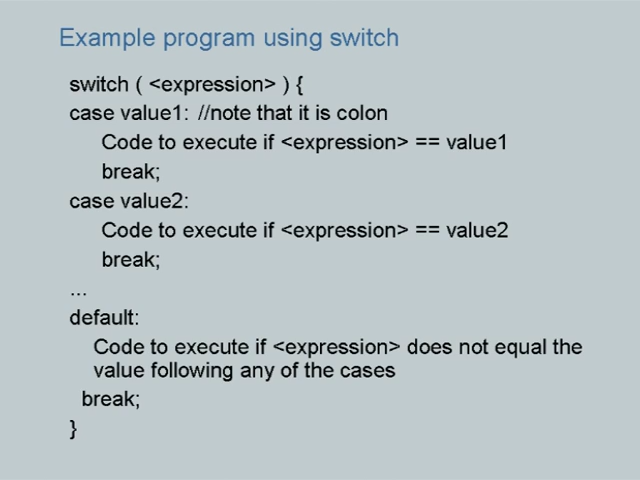 Example program using switch
switch ( <expression> ) {
case value1: //note that it is colon
Code to execute if <expression> == value1
break;
case value2:
Code to execute if <expression> == value2
break;
...
default:
Code to execute if <expression> does not equal the
value following any of the cases
break;
}